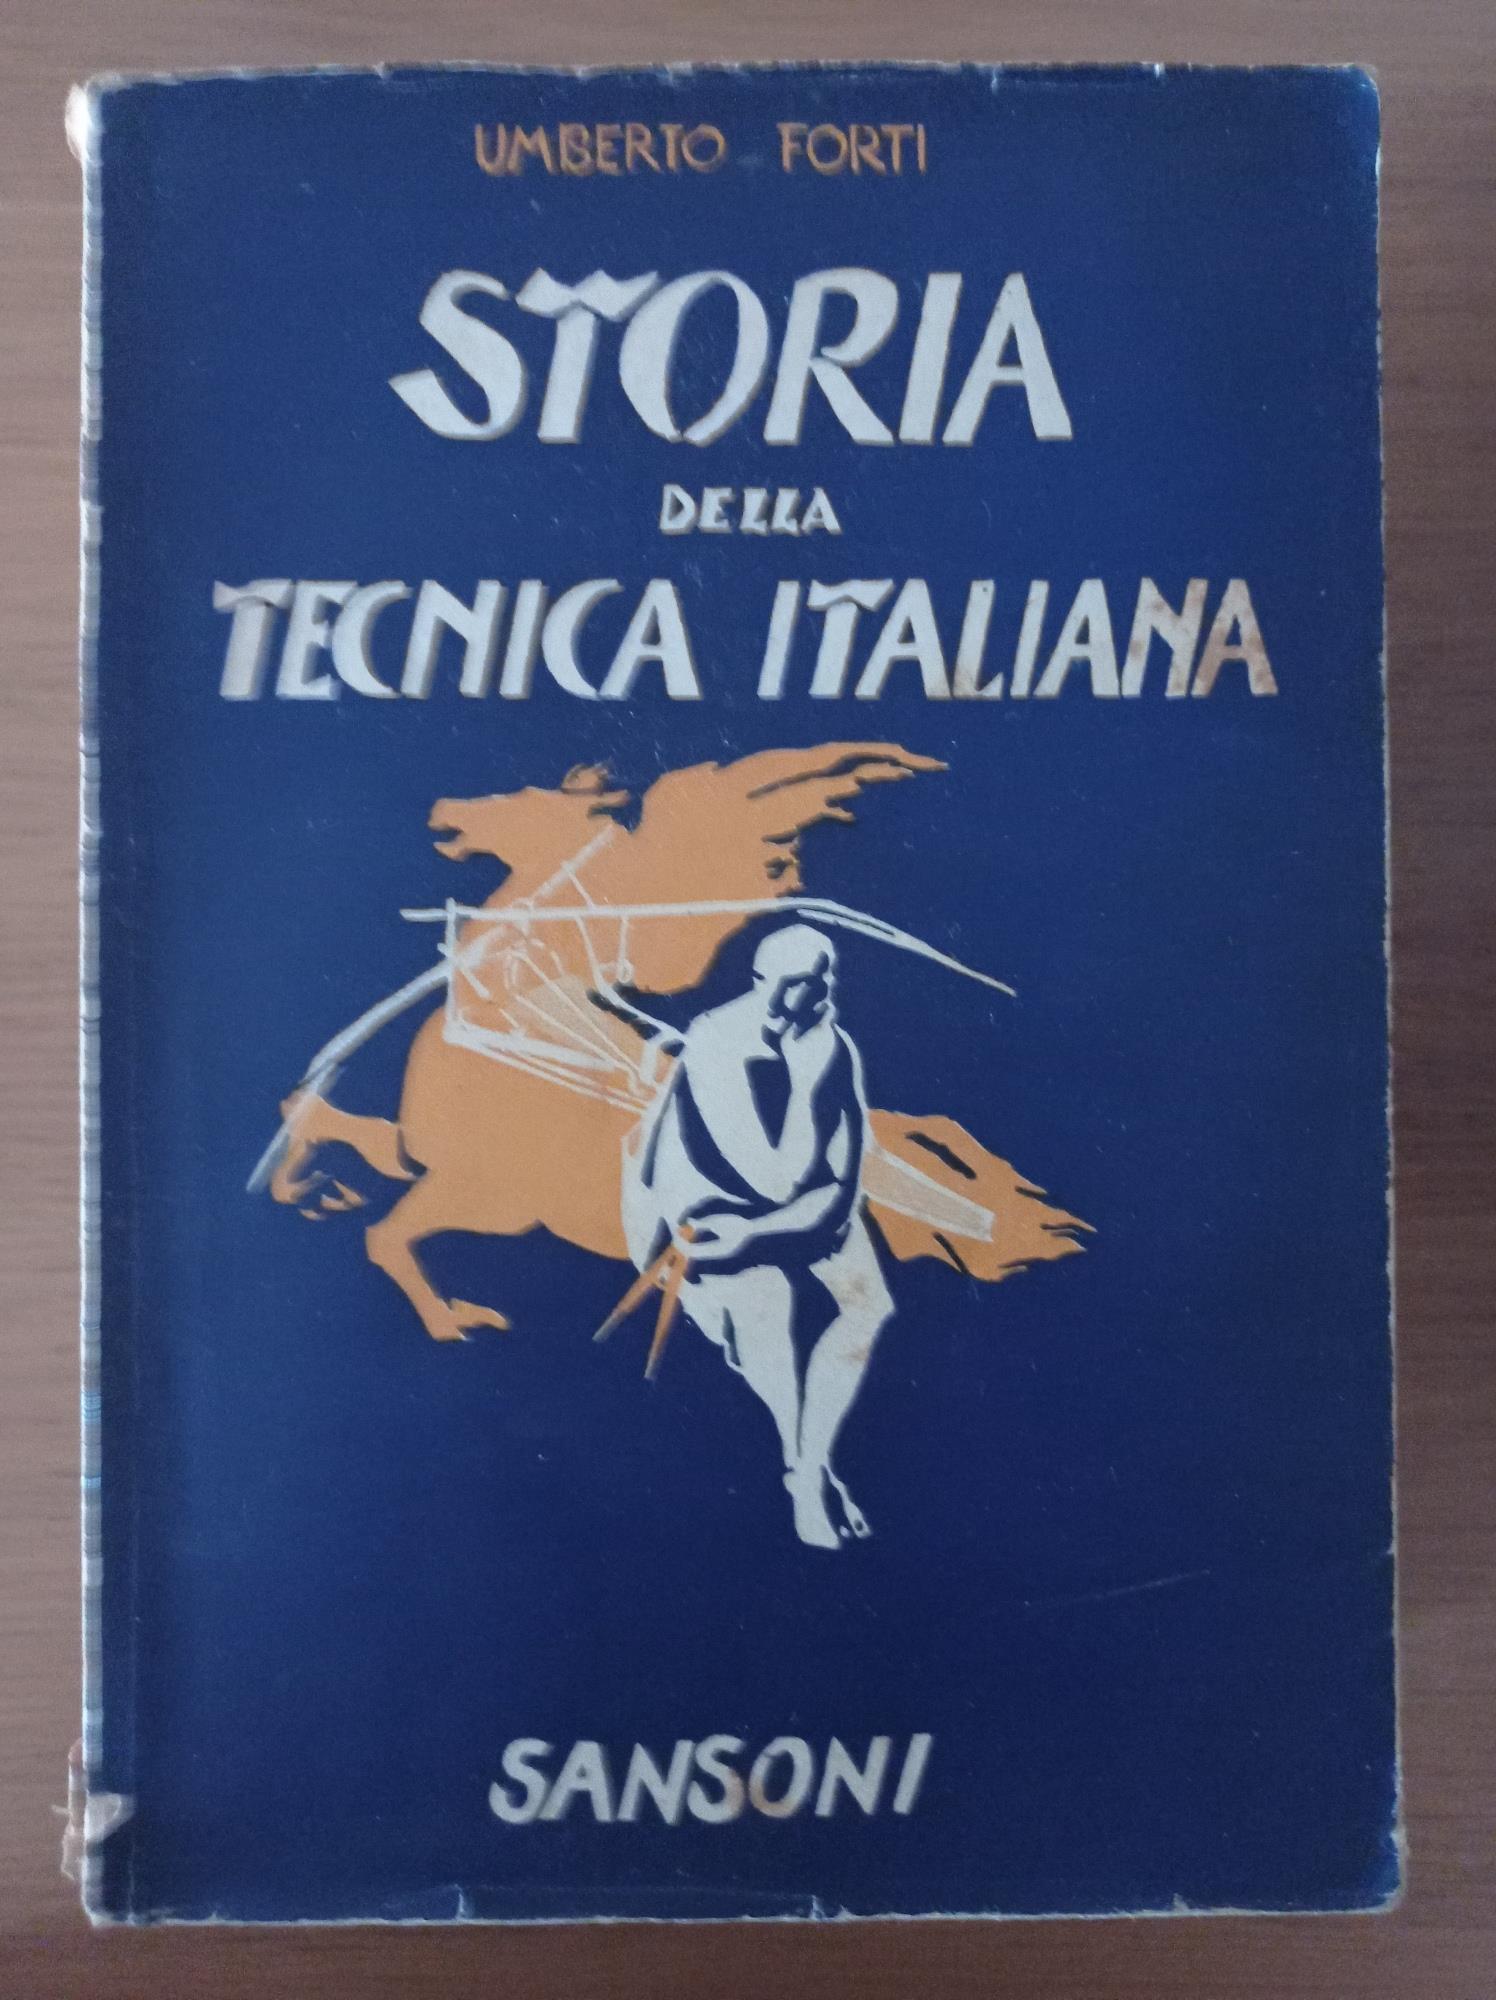 UMBERTO FORTI
STORIA
DELLA
TECNICA ITALIANA
SANSONI